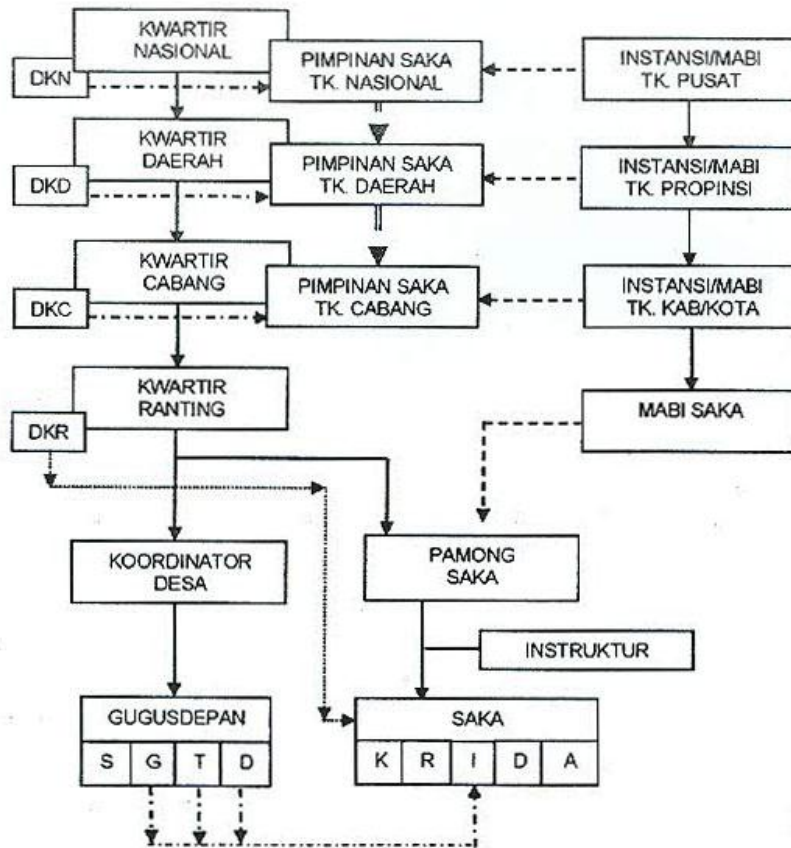 KWARTIR
NASIONAL
DKN
PIMPINAN SAKA
TK. NASIONAL
INSTANSI/MABI
TK. PUSAT
KWARTIR
DAERAH
DKD
PIMPINAN SAKA
TK. DAERAH
INSTANSI/MABI
TK. PROPINSI
KWARTIR
CABANG
DKC
PIMPINAN SAKA
TK. CABANG
INSTANSI/MABI
TK. KAB/KOTA
KWARTIR
RANTING
DKR
MABI SAKA
KOORDINATOR
DESA
PAMONG
SAKA
INSTRUKTUR
GUGUSDEPAN
S G T D
SAKA
K R I D A